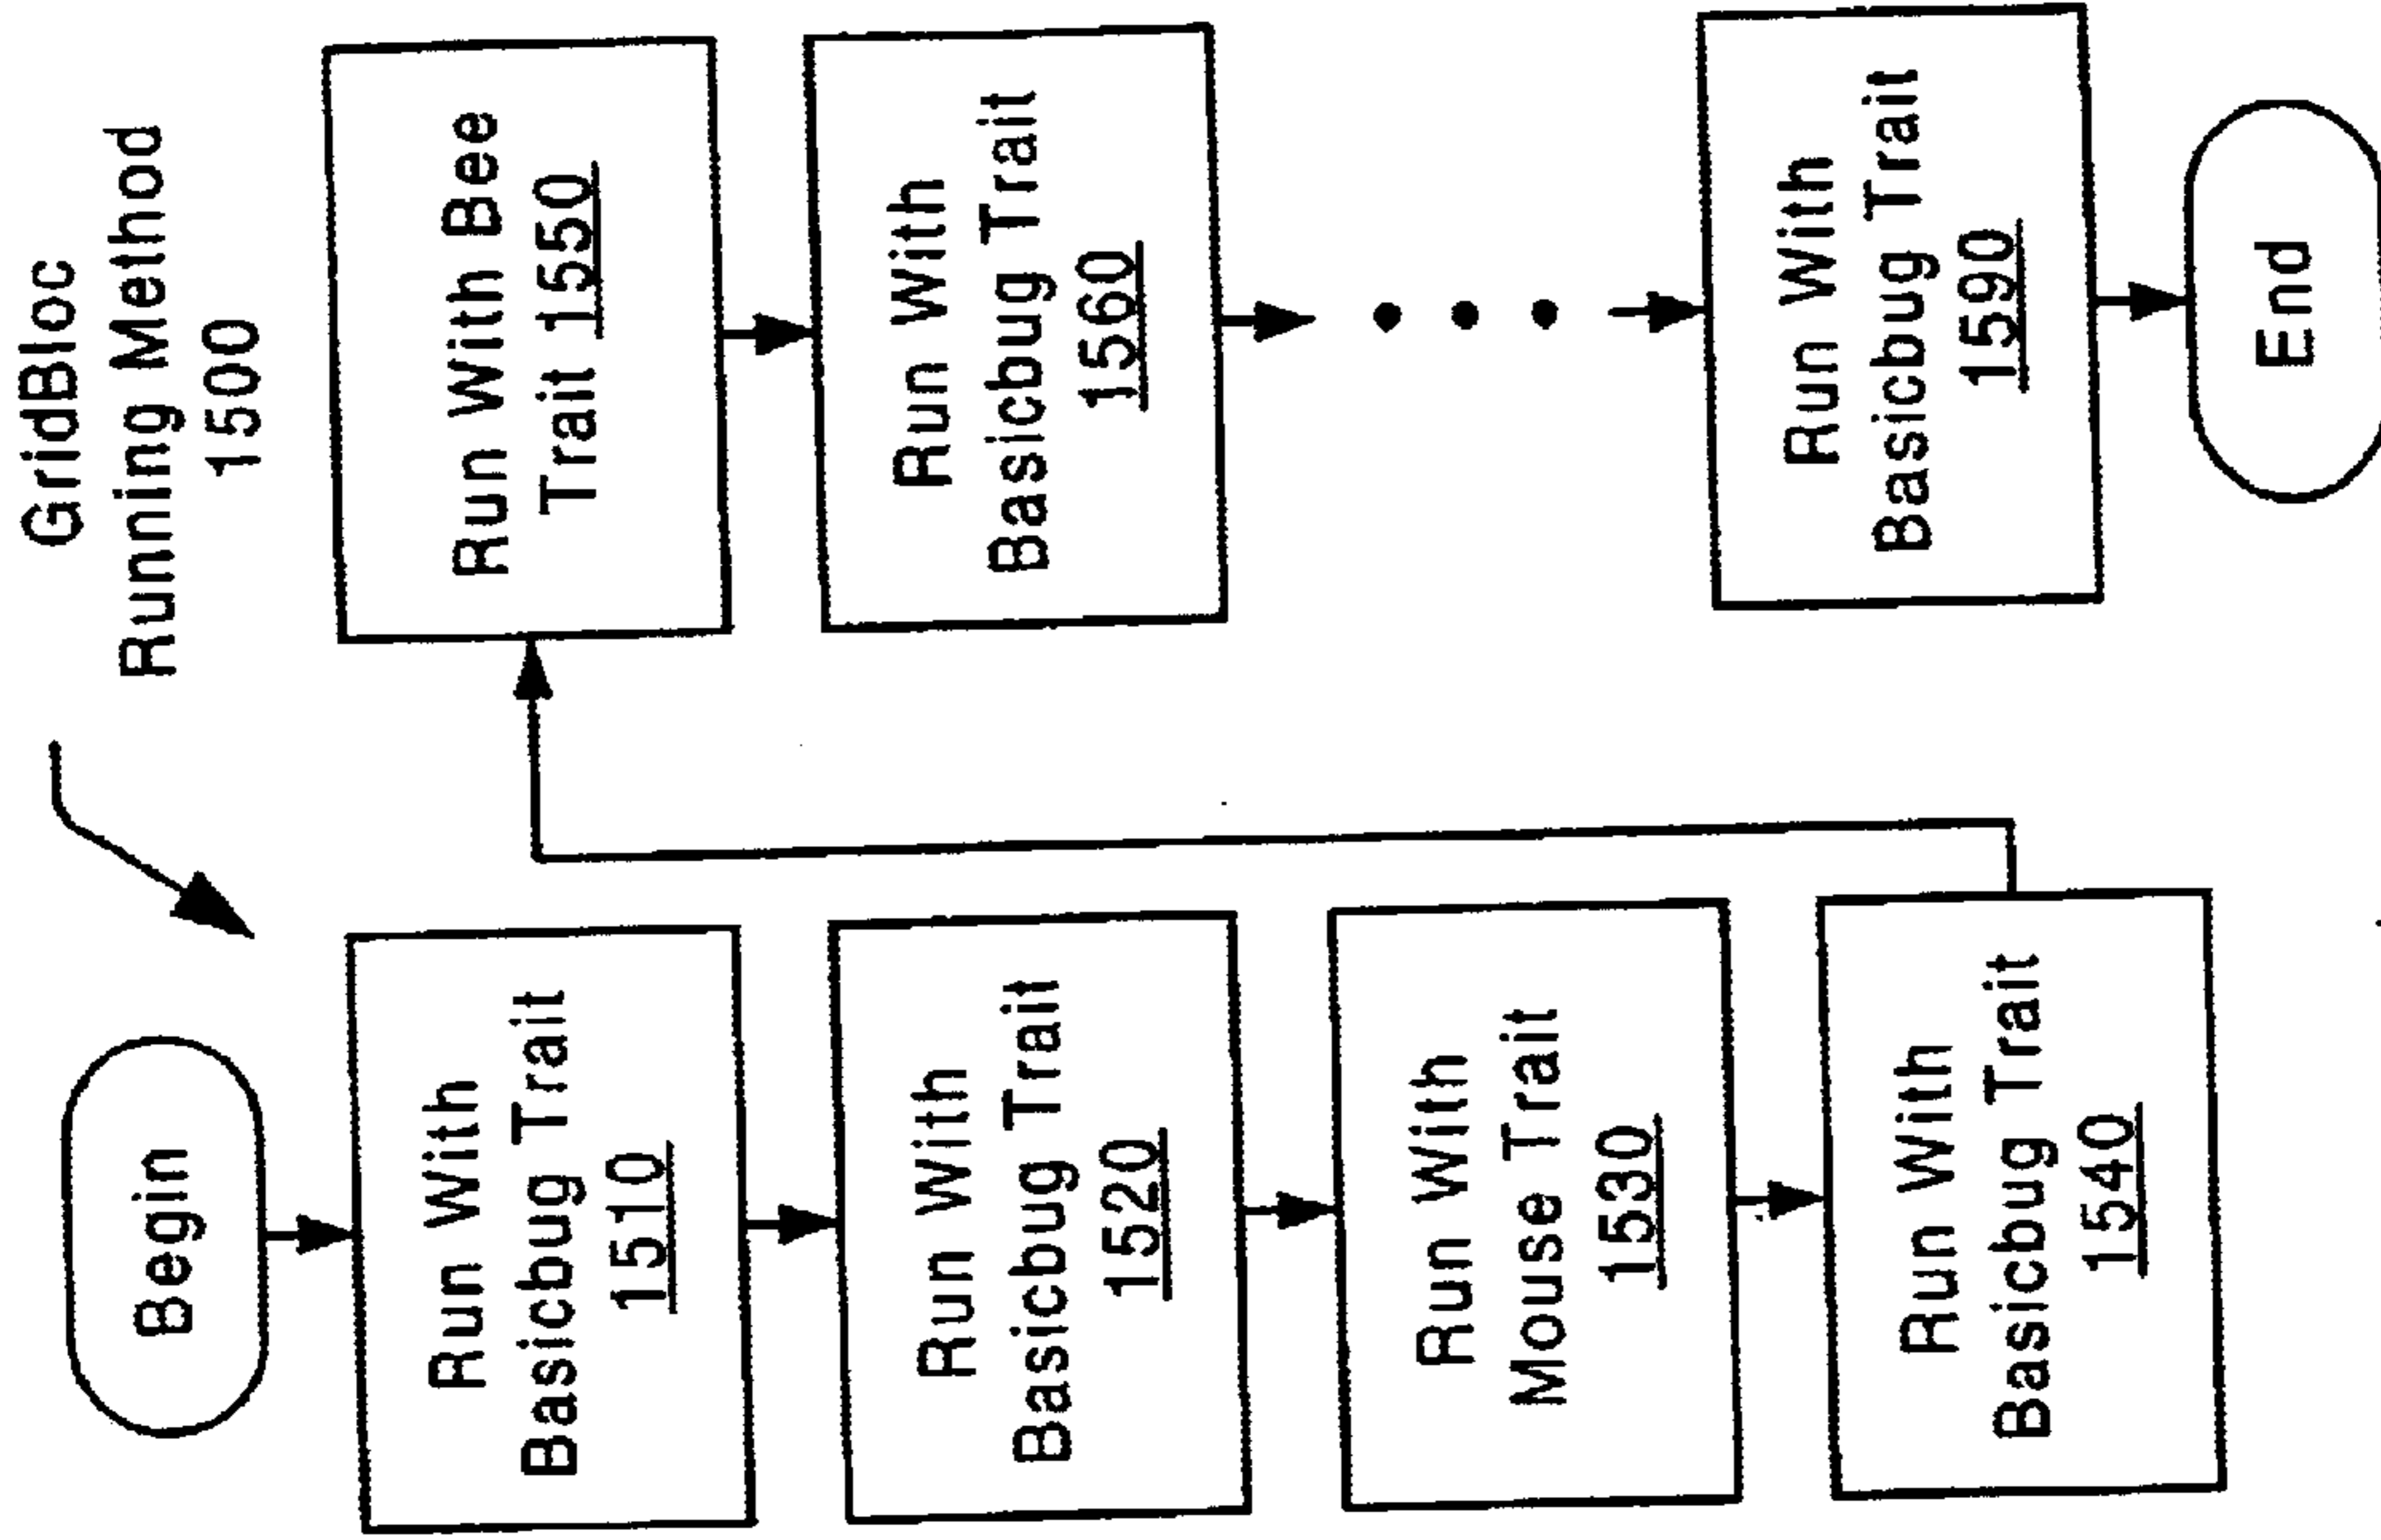 GridBloc
Running Method
1500
Begin
Run With
Basicbug Trait
1510
Run With
Basicbug Trait
1520
Run With
Mouse Trait
1530
Run With
Basicbug Trait
1540
Run With Bee
Trait 1550
Run With
Basicbug Trait
1560
Run With
Basicbug Trait
1590
End